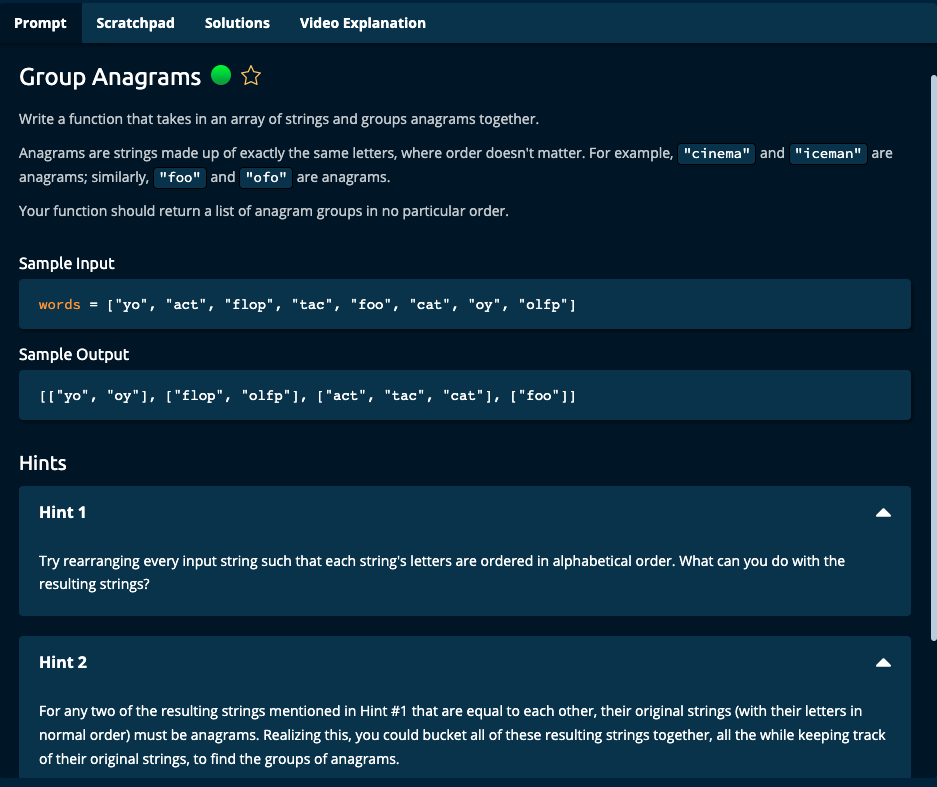 Prompt Scratchpad Solutions Video Explanation
Group Anagrams
Write a function that takes in an array of strings and groups anagrams together.
Anagrams are strings made up of exactly the same letters, where order doesn't matter. For example, "cinema" and "iceman" are
anagrams; similarly, "foo" and "ofo" are anagrams.
Your function should return a list of anagram groups in no particular order.
Sample Input
words = ["yo", "act", "flop", "tac", "foo", "cat", "oy", "olfp"]
Sample Output
[["yo", "oy"], ["flop", "olfp"], ["act", "tac", "cat"], ["foo"]]
Hints
Hint 1
Try rearranging every input string such that each string's letters are ordered in alphabetical order. What can you do with the
resulting strings?
Hint 2
For any two of the resulting strings mentioned in Hint #1 that are equal to each other, their original strings (with their letters in
normal order) must be anagrams. Realizing this, you could bucket all of these resulting strings together, all the while keeping track
of their original strings, to find the groups of anagrams.